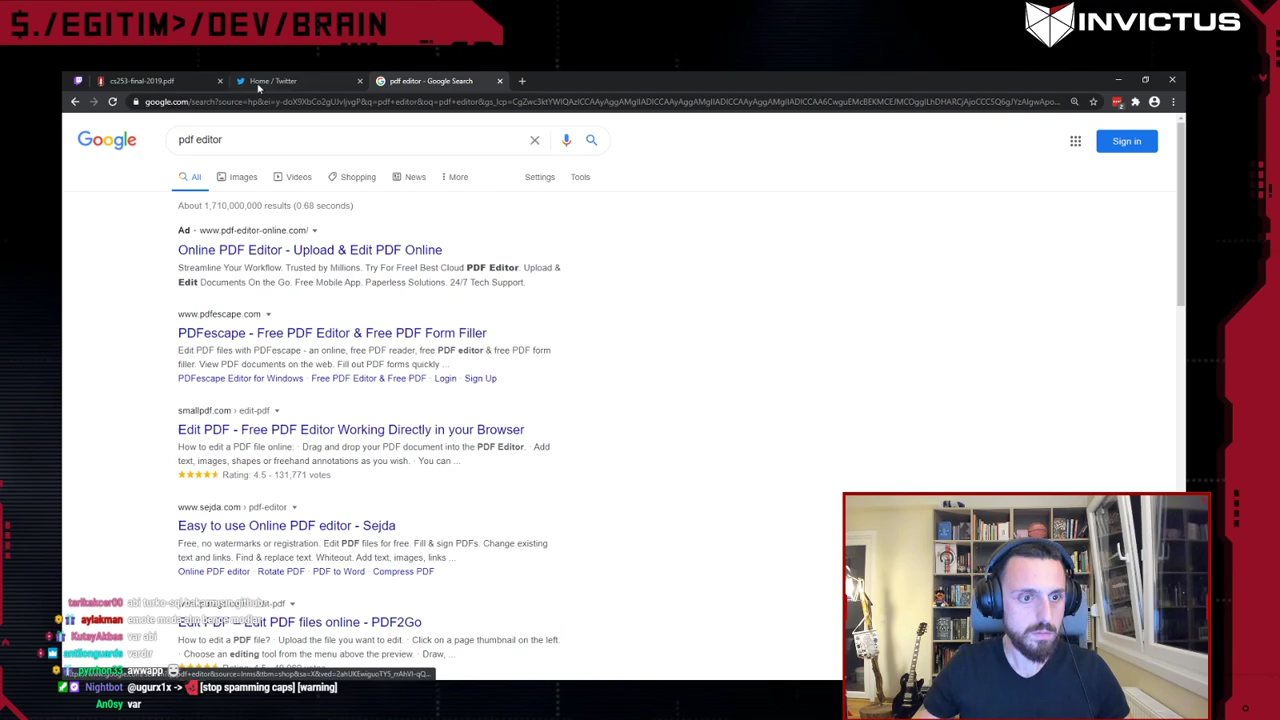 $./EGITIM>/DEV/BRAIN
INVICTUS
cs253-final-2019.pdf
Home / Twitter
pdf editor - Google Search
Google
pdf editor
Sign in
All
Images
Videos
Shopping
News
More
Settings
Tools
About 1,710,000,000 results (0.68 seconds)
Ad · www.pdf-editor-online.com/
Online PDF Editor - Upload & Edit PDF Online
Streamline Your Workflow. Trusted by Millions. Try For Free! Best Cloud PDF Editor. Upload &
Edit Documents On the Go. Free Mobile App. Paperless Solutions. 24/7 Tech Support.
www.pdfescape.com
PDFescape - Free PDF Editor & Free PDF Form Filler
Edit PDF files with PDFescape - an online, free PDF reader, free PDF editor & free PDF form
filler. View PDF documents on the web. Fill out PDF forms quickly ...
PDFescape Editor for Windows · Free PDF Editor & Free PDF · Login · Sign Up
smallpdf.com › edit-pdf
Edit PDF - Free PDF Editor Working Directly in your Browser
How to edit a PDF file online: · Drag and drop your PDF document into the PDF Editor. · Add
text, images, shapes or freehand annotations as you wish. · You can ...
Rating: 4.5 - 131,771 votes
www.sejda.com › pdf-editor
Easy to use Online PDF editor - Sejda
Free, no watermarks or registration. Edit PDF files for free. Fill & sign PDFs. Change existing
text and links. Find & replace text. Whiteout. Add text, images, links ...
Online PDF editor · Rotate PDF · PDF to Word · Compress PDF
Edit PDF files online - PDF2Go
How to edit a PDF file? · Upload the file you want to edit. · Click on a page thumbnail on the left.
· Choose an editing tool from the menu above the preview. · Draw, ...
aylakman
KutayAkbas var abi
antilonguards vardır
pyrrhon35 awwapp
Nightbot @ugurx1x -> [stop spamming caps] [warning]
An0sy var